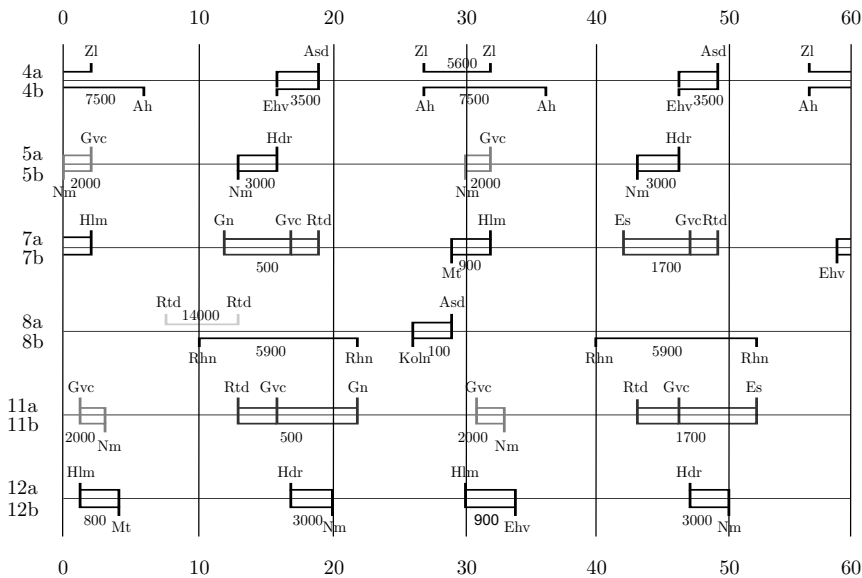 0 10 20 30 40 50 60
Zl Asd Zl Zl Asd Zl
5600
4a
4b
7500 Ah Ehv 3500 Ah 7500 Ah Ehv 3500 Ah
Gvc Hdr Gvc Hdr
5a
5b
Nm 2000 Nm 3000 Nm 2000 Nm 3000
Hlm Gn Gvc Rtd Hlm Es Gvc Rtd
7a
7b
500 Mt 900 1700 Ehv
Rtd 14000 Rtd Asd
8a
8b
Rhn 5900 Rhn Koln 100 Rhn 5900 Rhn
Gvc Rtd Gvc Gn Gvc Rtd Gvc Es
11a
11b
2000 Nm 500 2000 Nm 1700
Hlm Hdr Hlm Hdr
12a
12b
800 Mt 3000 Nm 900 Ehv 3000 Nm
0 10 20 30 40 50 60